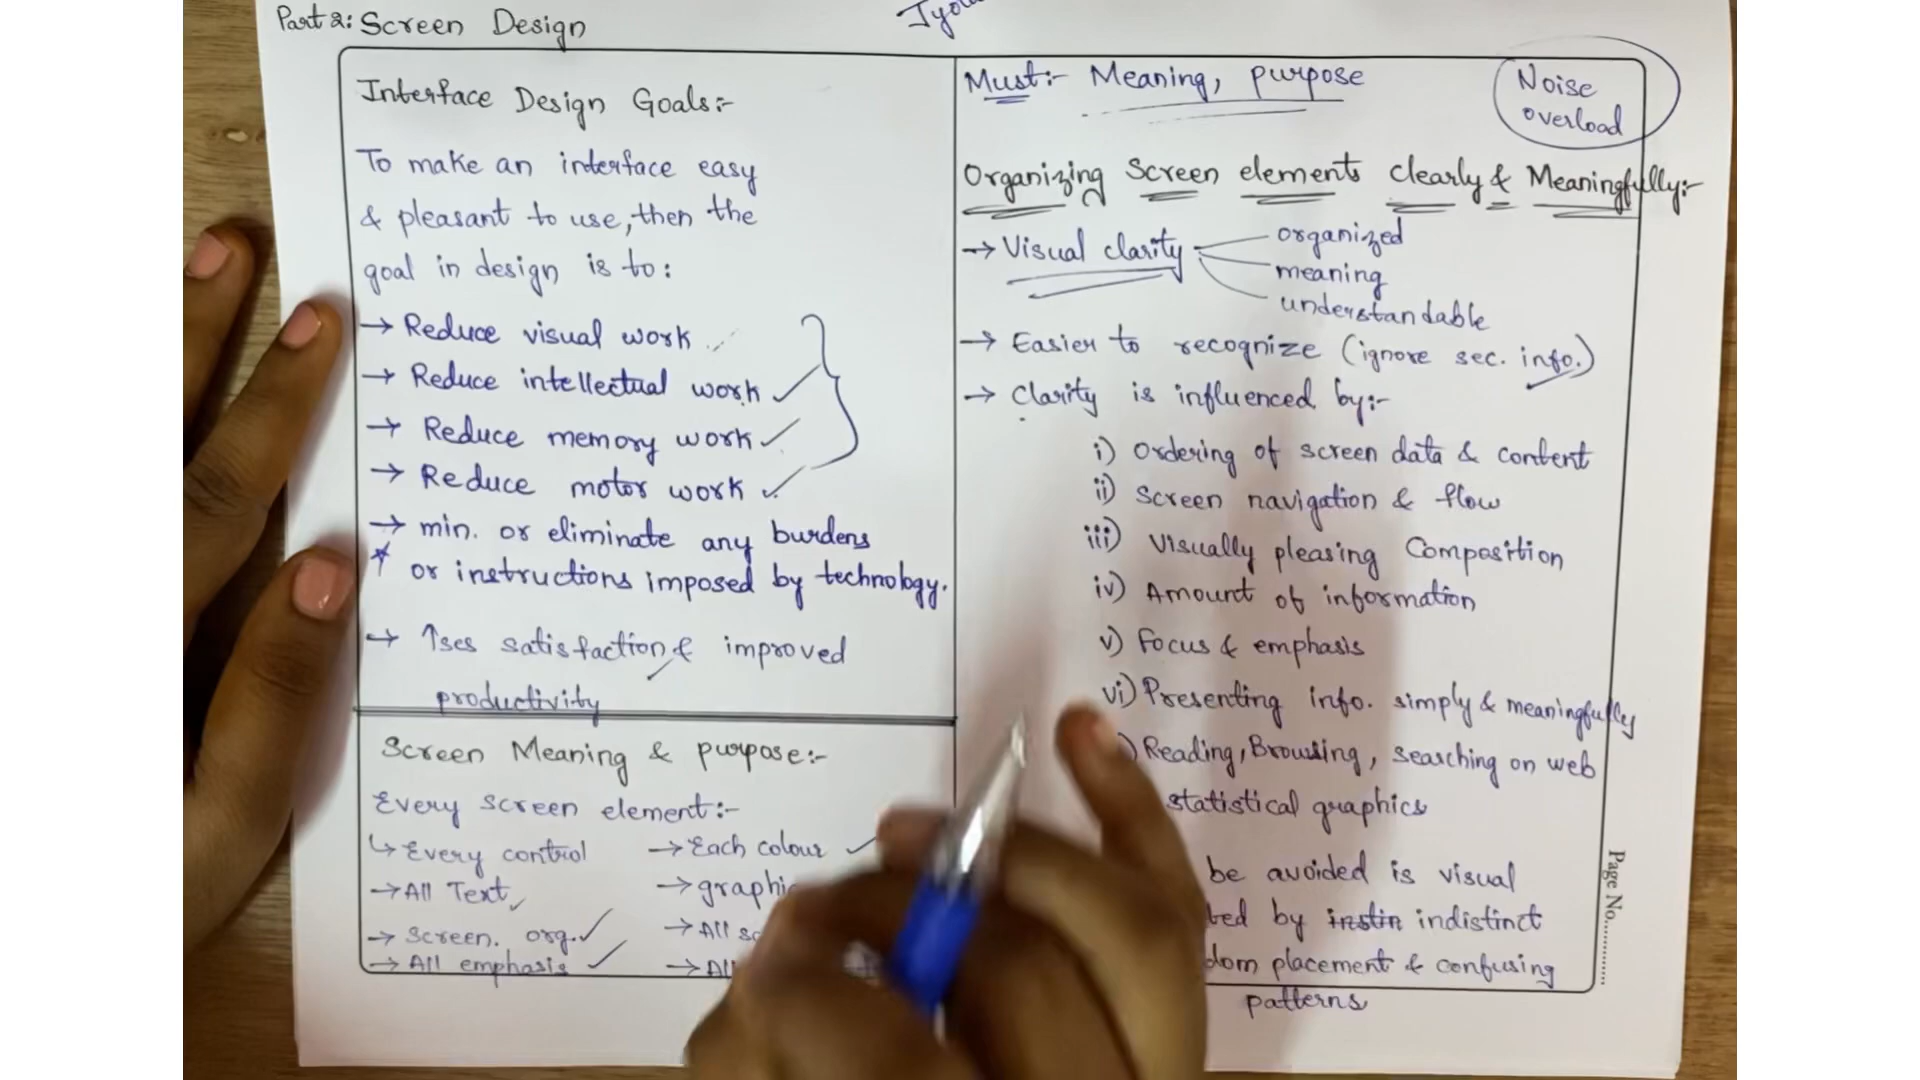 Part 2: Screen Design
Interface Design Goals:-
To make an interface easy
& pleasant to use, then the
goal in design is to:
→ Reduce visual work
→ Reduce intellectual work ✓
→ Reduce memory work ✓
→ Reduce motor work ✓
→ min. or eliminate any burdens
* or instructions imposed by technology.
→ ↑ses satisfaction & improved
productivity
Screen Meaning & purpose:-
Every screen element:-
↳ Every control
→ All Text
→ Screen. org. ✓
→ All emphasis ✓
→ Each colour ✓
→ graphic
→ All
→ All
Must:- Meaning, purpose
Noise
overload
Organizing Screen elements clearly & Meaningfully:-
→ Visual clarity
organized
meaning
understandable
→ Easier to recognize (ignore sec. info.)
→ Clarity is influenced by:-
i) Ordering of screen data & content
ii) Screen navigation & flow
iii) Visually pleasing Composition
iv) Amount of information
v) Focus & emphasis
vi) Presenting info. simply & meaningfully
) Reading, Browsing, searching on web
statistical graphics
be avoided is visual
by indistinct
placement & confusing
patterns
Page No..............